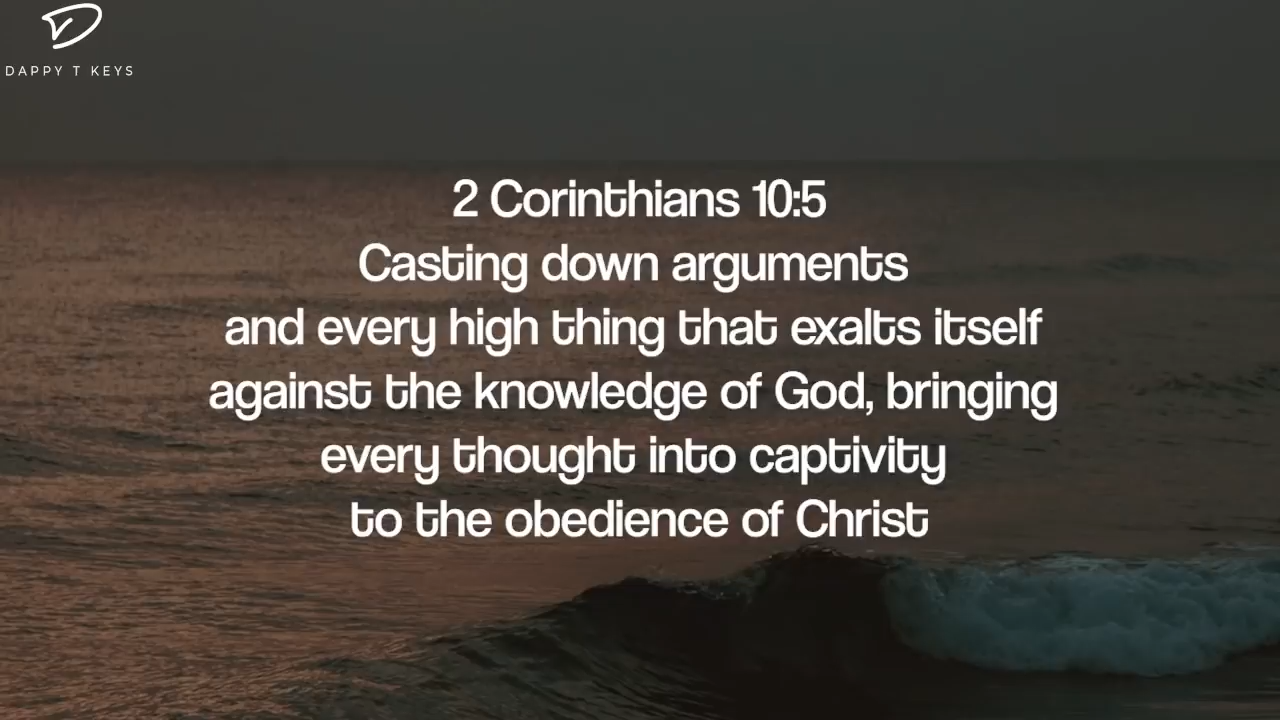 DAPPY T KEYS
2 Corinthians 10:5
Casting down arguments
and every high thing that exalts itself
against the knowledge of God, bringing
every thought into captivity
to the obedience of Christ